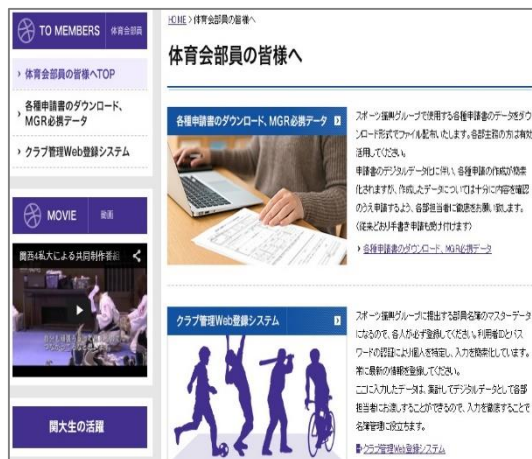 TO MEMBERS 体育会部員
› 体育会部員の皆様へTOP
› 各種申請書のダウンロード、
MGR必携データ
› クラブ管理Web登録システム
MOVIE 動画
関西4私大による共同制作番組
関大生の活躍
HOME > 体育会部員の皆様へ
体育会部員の皆様へ
各種申請書のダウンロード、MGR必携データ
スポーツ振興グループで使用する各種申請書のデータをダウ
ンロード形式でファイル配布いたします。各部主務の方は有効
活用してください。
申請書のデジタルデータ化に伴い、各種申請の作成が簡素
化されますが、作成したデータについては十分に内容を確認
のうえ申請するよう、各部担当者に徹底をお願い致します。
(従来どおり手書き申請も受け付けます)
› 各種申請書のダウンロード、MGR必携データ
クラブ管理Web登録システム
スポーツ振興グループに提出する部員名簿のマスターデータ
になるので、各人が必ず登録してください。利用者IDとパス
ワードの認証により個人を特定し、入力を簡素化しています。
常に最新の情報を登録してください。
ここに入力したデータは、集計してデジタルデータとして各部
担当者にお渡しすることができるので、入力を徹底することで
名簿管理に役立ちます。
クラブ管理Web登録システム